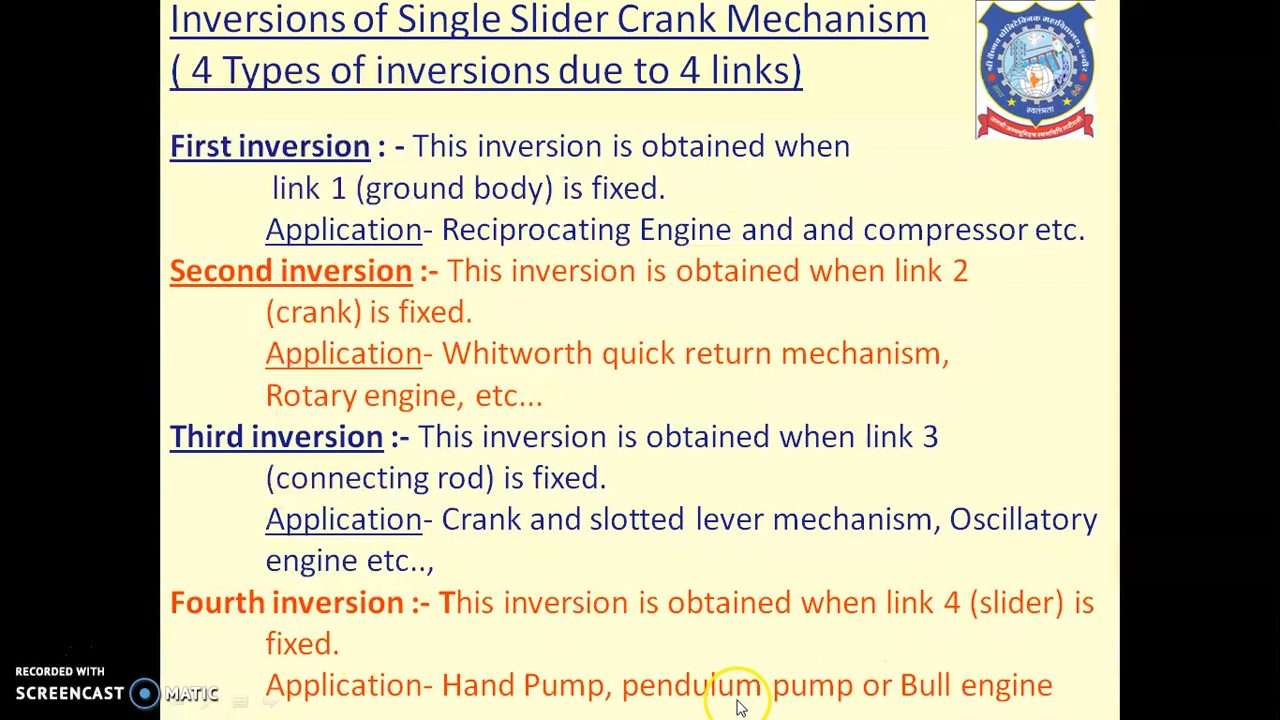 Inversions of Single Slider Crank Mechanism
( 4 Types of inversions due to 4 links)
First inversion : - This inversion is obtained when
link 1 (ground body) is fixed.
Application- Reciprocating Engine and and compressor etc.
Second inversion :- This inversion is obtained when link 2
(crank) is fixed.
Application- Whitworth quick return mechanism,
Rotary engine, etc...
Third inversion :- This inversion is obtained when link 3
(connecting rod) is fixed.
Application- Crank and slotted lever mechanism, Oscillatory
engine etc..,
Fourth inversion :- This inversion is obtained when link 4 (slider) is
fixed.
Application- Hand Pump, pendulum pump or Bull engine
RECORDED WITH
SCREENCAST MATIC